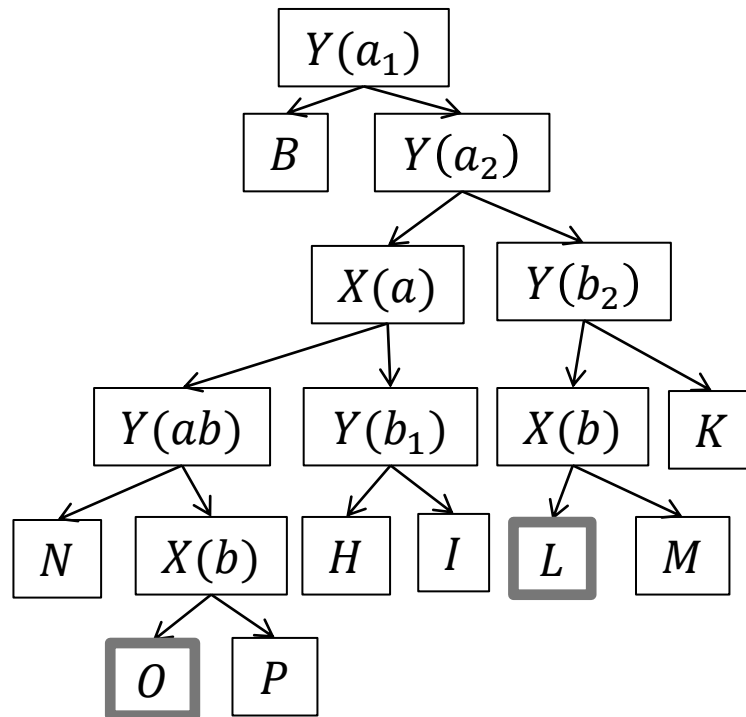 Y(a₁)
B
Y(a₂)
X(a)
Y(b₂)
Y(ab)
Y(b₁)
X(b)
K
N
X(b)
H
I
L
M
O
P